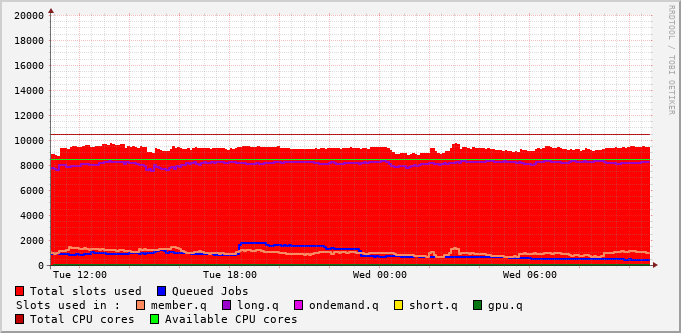 20000
18000
16000
14000
12000
10000
8000
6000
4000
2000
0
Tue 12:00 Tue 18:00 Wed 00:00 Wed 06:00
Total slots used Queued Jobs
Slots used in : member.q long.q ondemand.q short.q gpu.q
Total CPU cores Available CPU cores
RRDTOOL / TOBI OETIKER